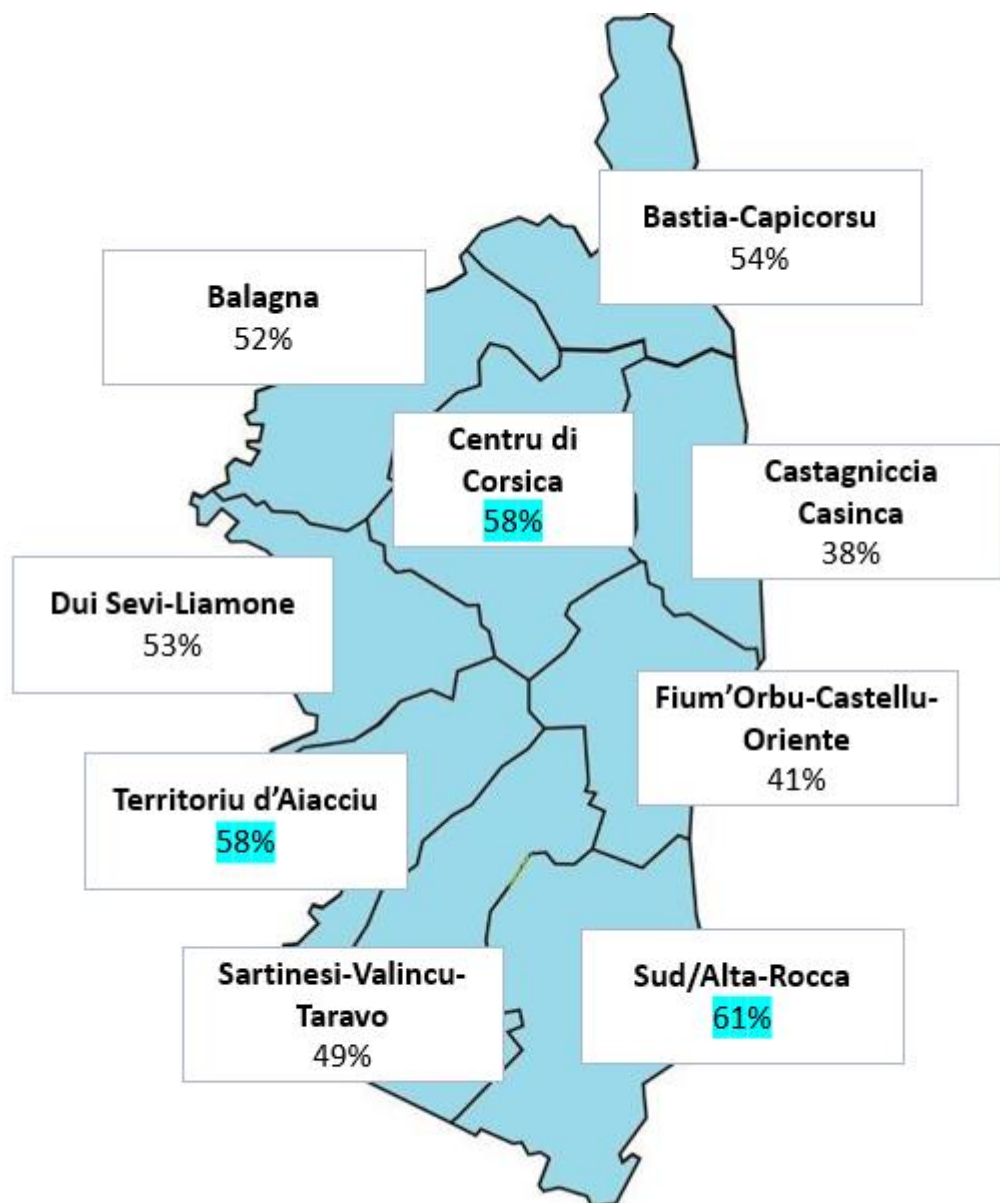 Bastia-Capicorsu
54%
Balagna
52%
Centru di
Corsica
58%
Castagniccia
Casinca
38%
Dui Sevi-Liamone
53%
Fium’Orbu-Castellu-
Oriente
41%
Territoriu d’Aiacciu
58%
Sartinesi-Valincu-
Taravo
49%
Sud/Alta-Rocca
61%